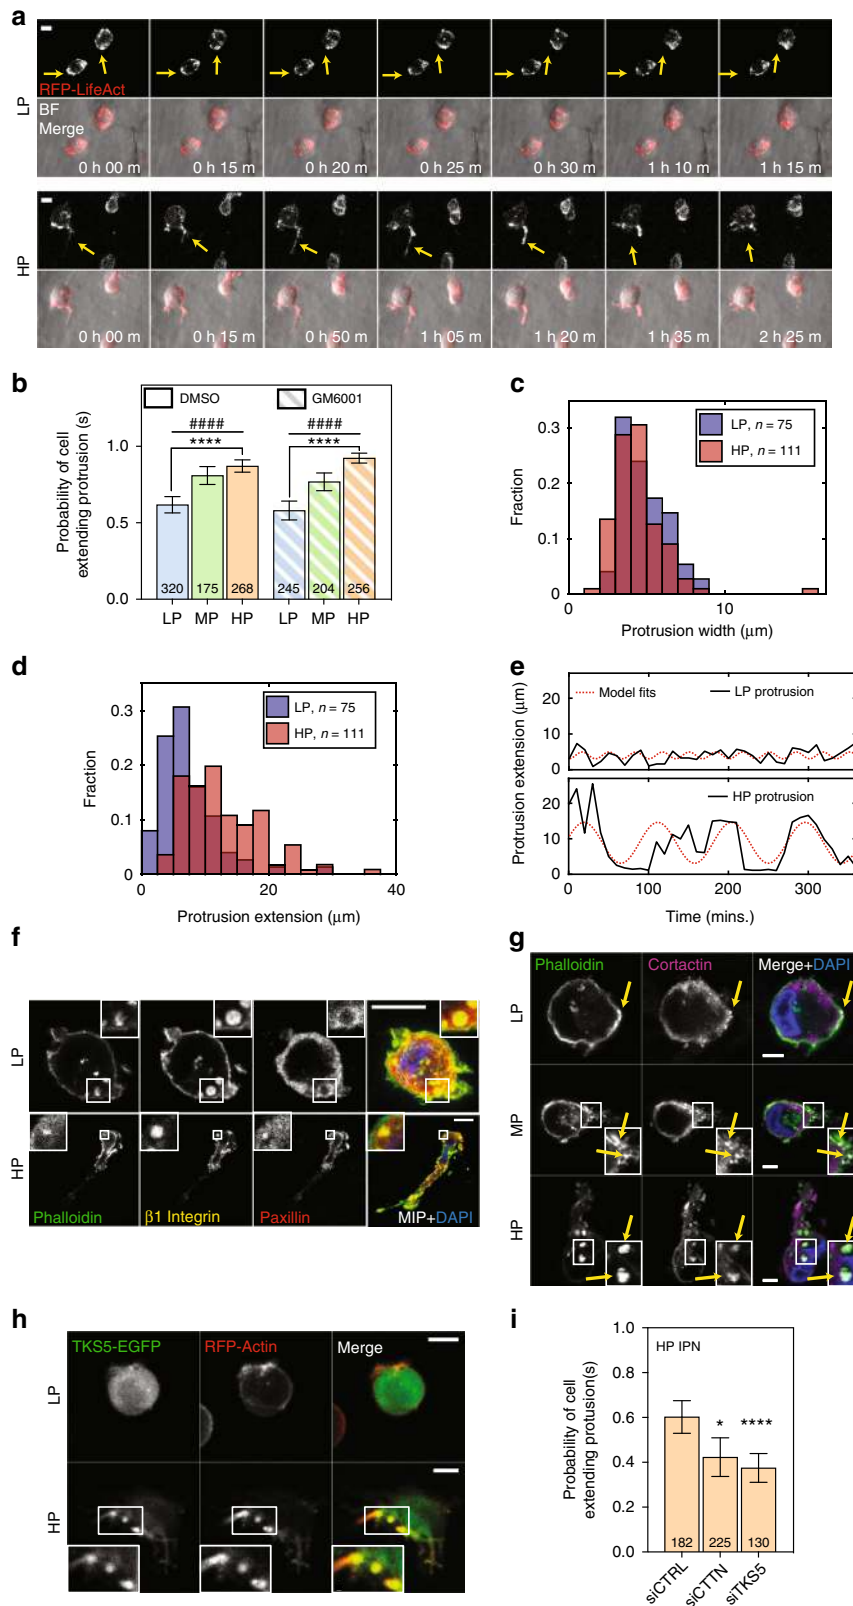 a
LP
RFP-LifeAct
BF
Merge
0 h 00 m
0 h 15 m
0 h 20 m
0 h 25 m
0 h 30 m
1 h 10 m
1 h 15 m
HP
0 h 00 m
0 h 15 m
0 h 50 m
1 h 05 m
1 h 20 m
1 h 35 m
2 h 25 m
b
DMSO
GM6001
####
****
####
****
Probability of cell
extending protrusion (s)
1.0
0.5
0.0
320
175
268
245
204
256
LP
MP
HP
LP
MP
HP
c
LP, n = 75
HP, n = 111
Fraction
0.3
0.2
0.1
0
0
10
Protrusion width (μm)
d
LP, n = 75
HP, n = 111
Fraction
0.3
0.2
0.1
0
0
20
40
Protrusion extension (μm)
e
Model fits
LP protrusion
HP protrusion
Protrusion extension (μm)
20
10
0
20
10
0
0
100
200
300
Time (mins.)
f
LP
HP
Phalloidin
β1 Integrin
Paxillin
MIP+DAPI
g
Phalloidin
Cortactin
Merge+DAPI
LP
MP
HP
h
TKS5-EGFP
RFP-Actin
Merge
LP
HP
i
HP IPN
Probability of cell
extending protusion(s)
1.0
0.8
0.6
0.4
0.2
0.0
*
****
182
225
130
siCTRL
siCTTN
siTKS5